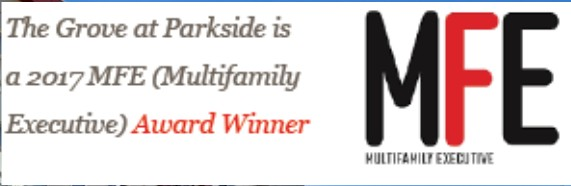 The Grove at Parkside is
a 2017 MFE (Multifamily
Executive) Award Winner
MFE
MULTIFAMILY EXECUTIVE